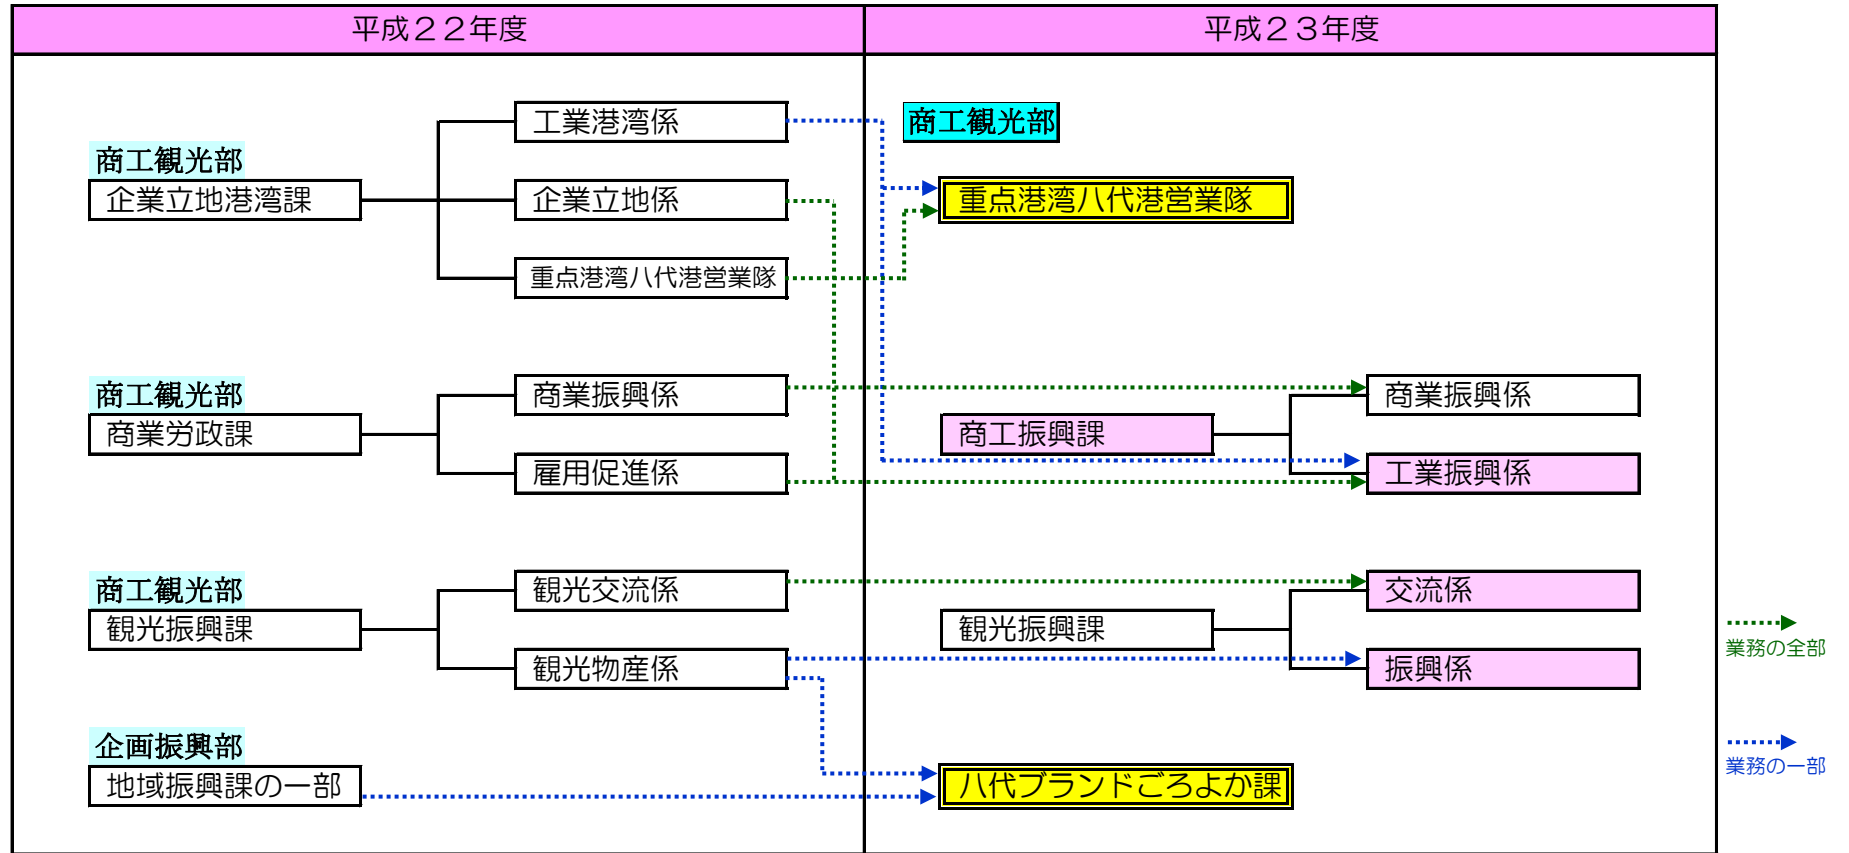 平成２２年度
平成２３年度
工業港湾係
商工観光部
商工観光部
企業立地港湾課
企業立地係
重点港湾八代港営業隊
重点港湾八代港営業隊
商工観光部
商業振興係
商業振興係
商業労政課
商工振興課
雇用促進係
工業振興係
商工観光部
観光交流係
交流係
観光振興課
観光振興課
業務の全部
観光物産係
振興係
企画振興部
業務の一部
地域振興課の一部
八代ブランドごろよか課